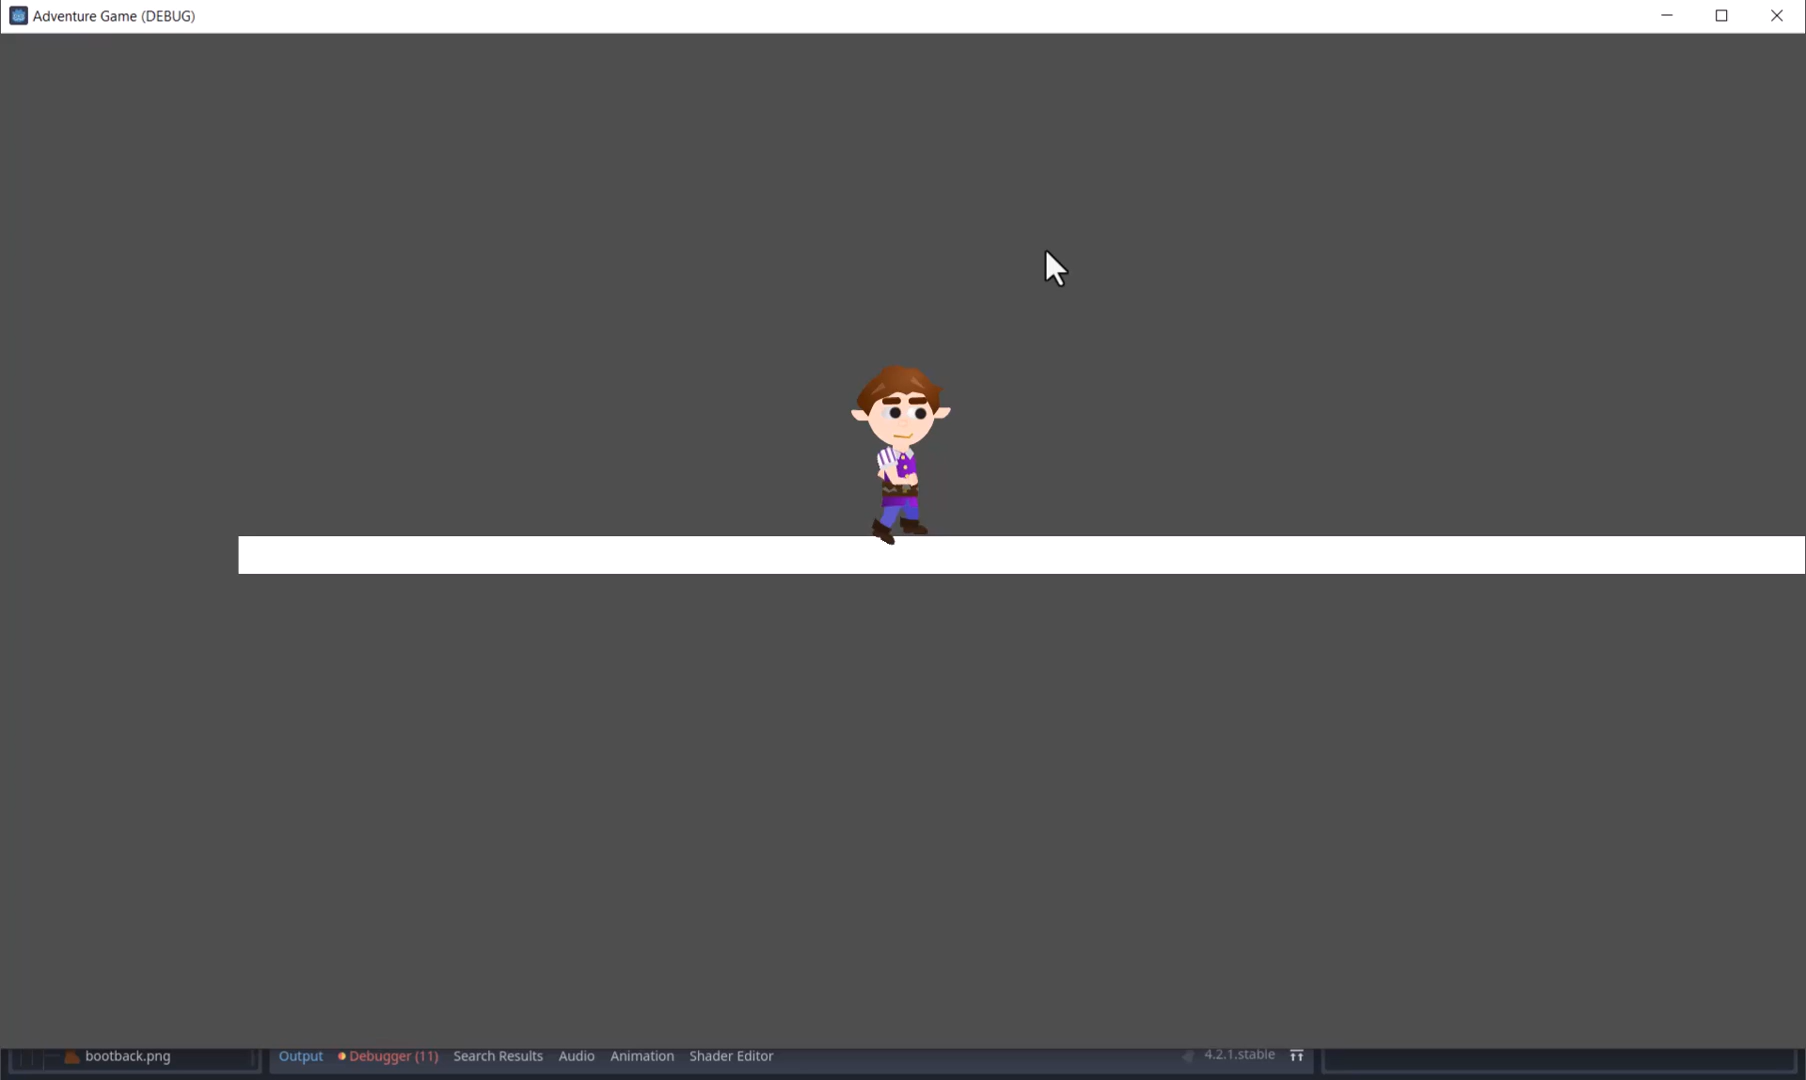 Adventure Game (DEBUG)
bootback.png
Output Debugger (11) Search Results Audio Animation Shader Editor 4.2.1.stable